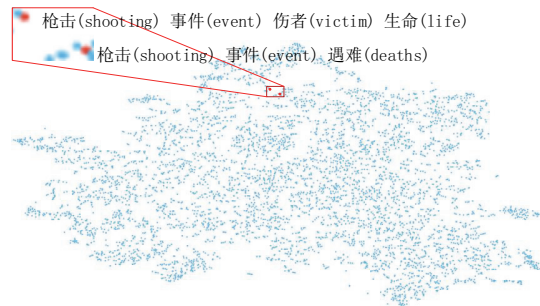 枪击(shooting) 事件(event) 伤者(victim) 生命(life)
枪击(shooting) 事件(event) 遇难(deaths)